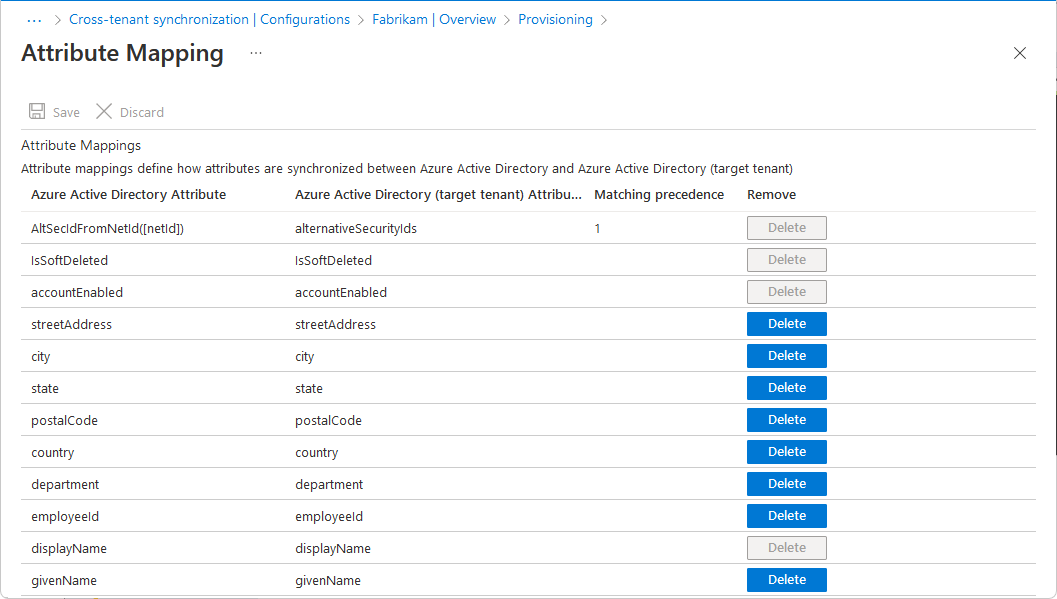 ... > Cross-tenant synchronization | Configurations > Fabrikam | Overview > Provisioning >
Attribute Mapping ...
Save Discard
Attribute Mappings
Attribute mappings define how attributes are synchronized between Azure Active Directory and Azure Active Directory (target tenant)
Azure Active Directory Attribute Azure Active Directory (target tenant) Attribu... Matching precedence Remove
AltSecIdFromNetId([netId]) alternativeSecurityIds 1 Delete
IsSoftDeleted IsSoftDeleted Delete
accountEnabled accountEnabled Delete
streetAddress streetAddress Delete
city city Delete
state state Delete
postalCode postalCode Delete
country country Delete
department department Delete
employeeId employeeId Delete
displayName displayName Delete
givenName givenName Delete